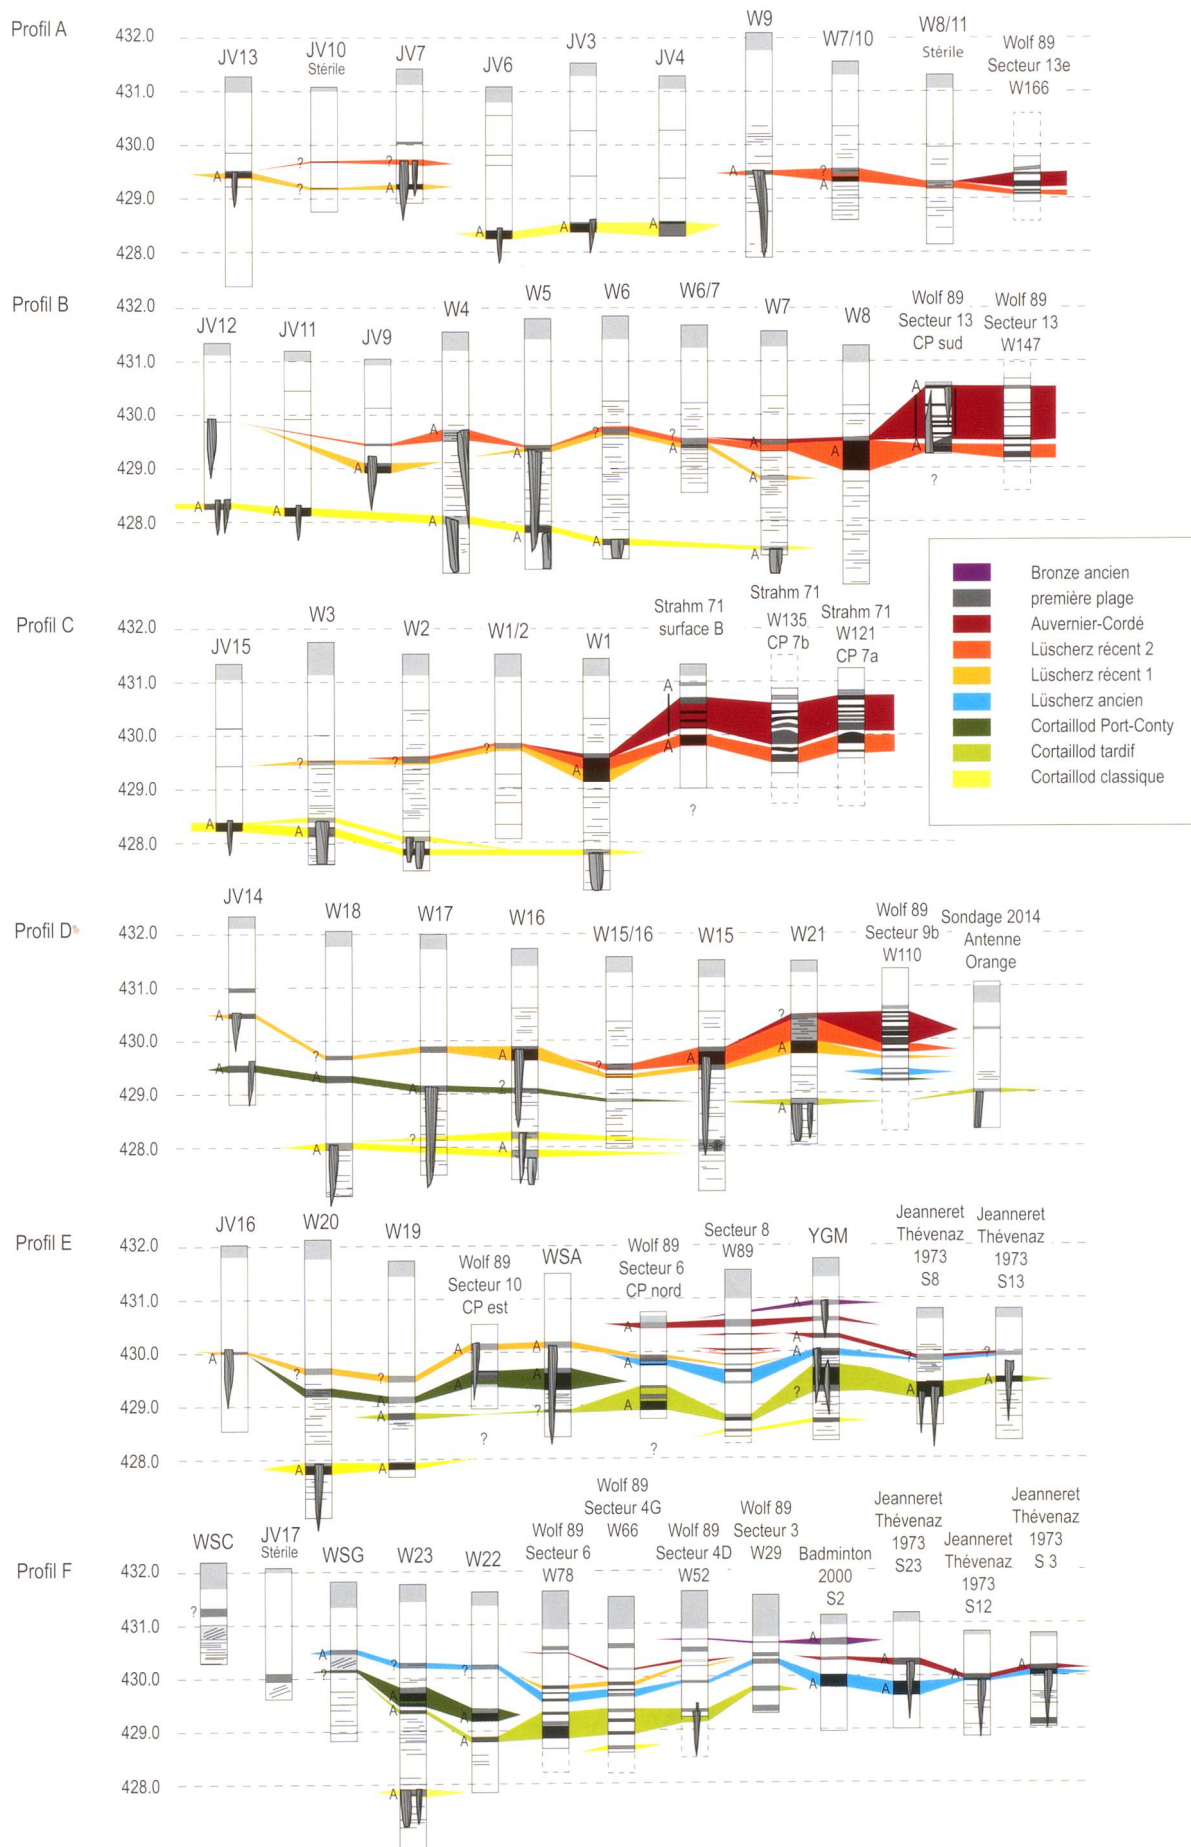 Profil A
432.0
431.0
430.0
429.0
428.0
JV13
JV10
Stérile
JV7
JV6
JV3
JV4
W9
W7/10
W8/11
Stérile
Wolf 89
Secteur 13e
W166
A
?
?
?
A
A
A
A
A
?
A
Profil B
432.0
431.0
430.0
429.0
428.0
JV12
JV11
JV9
W4
W5
W6
W6/7
W7
W8
Wolf 89
Secteur 13
CP sud
Wolf 89
Secteur 13
W147
A
A
A
A
A
A
A
?
A
?
A
A
A
A
A
A
?
Bronze ancien
première plage
Auvernier-Cordé
Lüscherz récent 2
Lüscherz récent 1
Lüscherz ancien
Cortaillod Port-Conty
Cortaillod tardif
Cortaillod classique
Profil C
432.0
431.0
430.0
429.0
428.0
JV15
W3
W2
W1/2
W1
Strahm 71
surface B
Strahm 71
W135
CP 7b
Strahm 71
W121
CP 7a
A
?
A
?
?
A
A
A
?
Profil D
432.0
431.0
430.0
429.0
428.0
JV14
W18
W17
W16
W15/16
W15
W21
Wolf 89
Secteur 9b
W110
Sondage 2014
Antenne
Orange
A
A
?
A
A
A
?
A
?
A
?
A
?
A
A
Profil E
432.0
431.0
430.0
429.0
428.0
JV16
W20
W19
Wolf 89
Secteur 10
CP est
WSA
Wolf 89
Secteur 6
CP nord
Secteur 8
W89
YGM
Jeanneret
Thévenaz
1973
S8
Jeanneret
Thévenaz
1973
S13
A
?
A
A
?
A
A
A
A
A
?
A
A
?
A
A
A
A
?
?
A
?
A
?
?
Profil F
432.0
431.0
430.0
429.0
428.0
WSC
JV17
Stérile
WSG
W23
W22
Wolf 89
Secteur 6
W78
Wolf 89
Secteur 4G
W66
Wolf 89
Secteur 4D
W52
Wolf 89
Secteur 3
W29
Badminton
2000
S2
Jeanneret
Thévenaz
1973
S23
Jeanneret
Thévenaz
1973
S12
Jeanneret
Thévenaz
1973
S 3
?
A
?
?
A
A
A
?
A
A
A
A
A
A
A
A